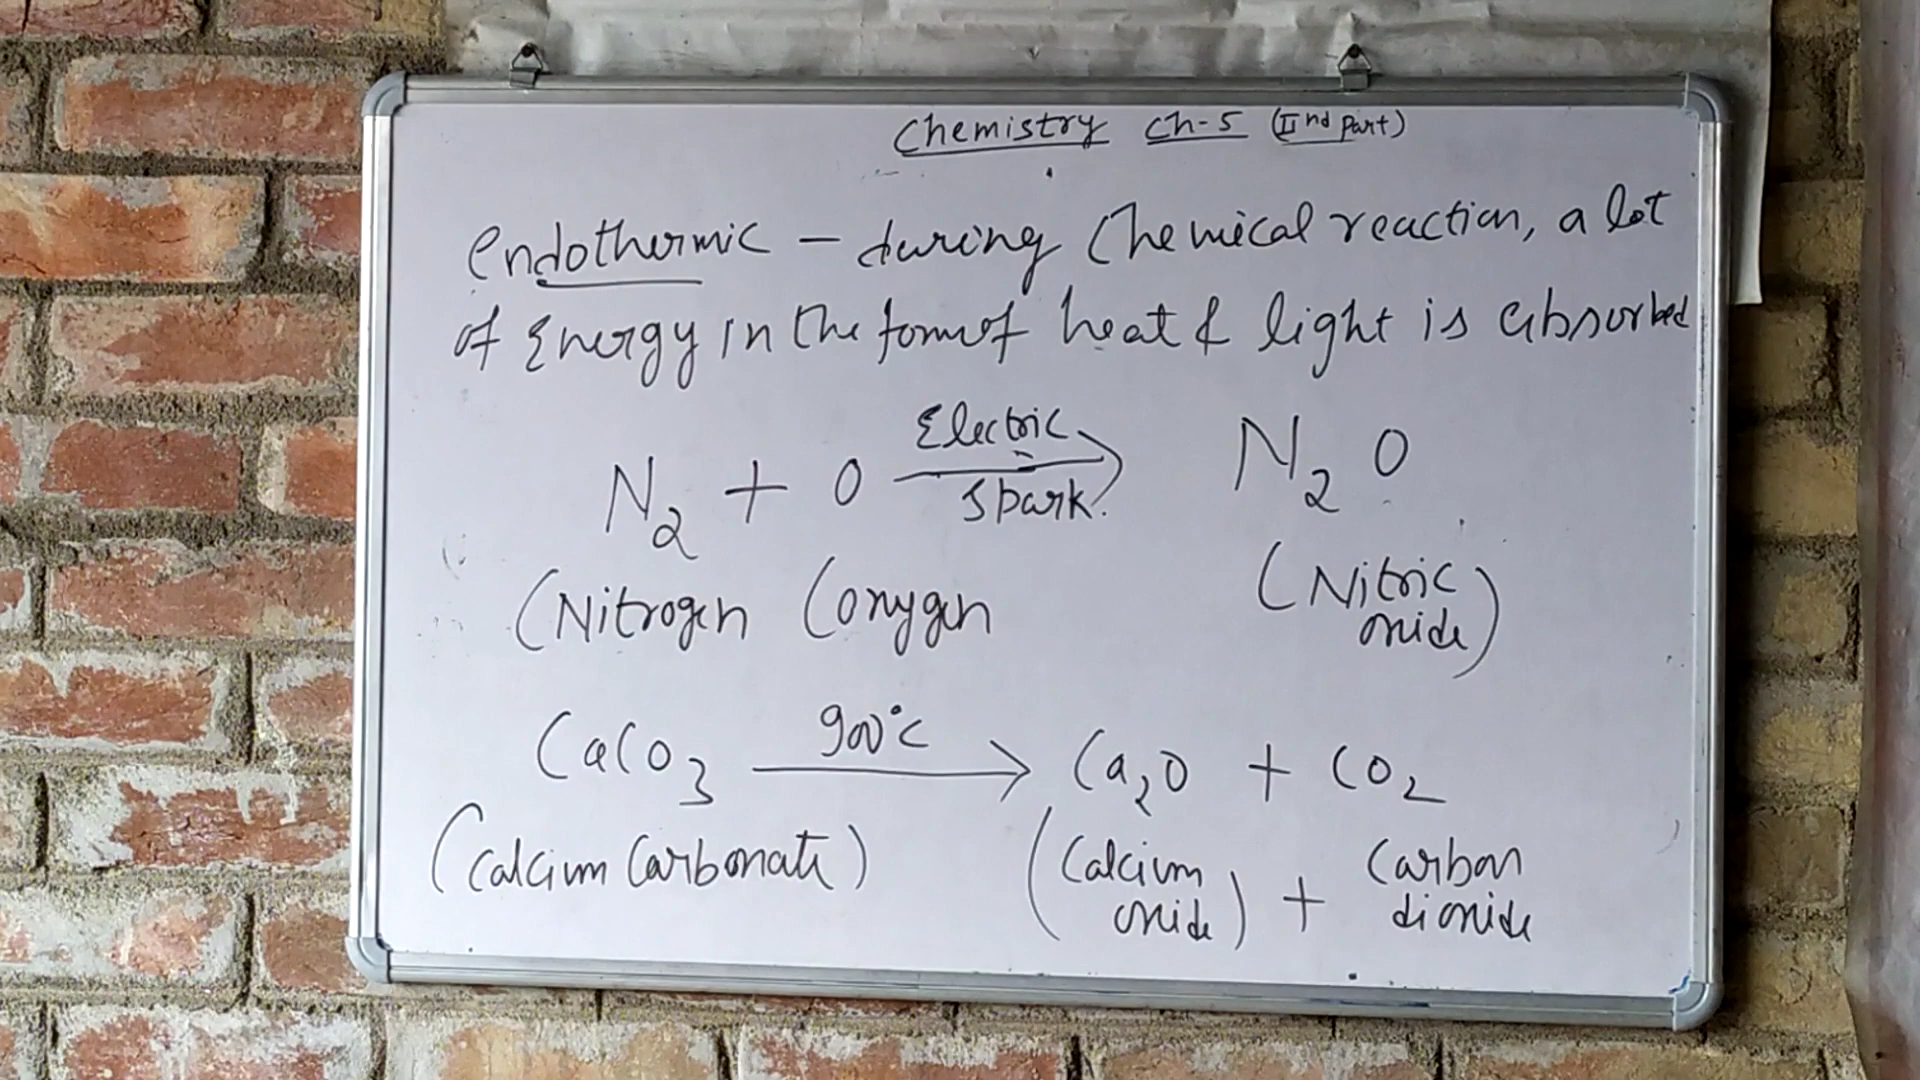 Chemistry Ch-5 (IInd Part)
endothermic – during Chemical reaction, a lot
of Energy in the form of heat & light is absorbed
N₂ + O Electric Spark → N₂O
(Nitrogen (oxygen (Nitric oxide)
CaCO₃ 900°C → Ca₂O + CO₂
(Calcium Carbonate) (Calcium oxide) + Carbon dioxide